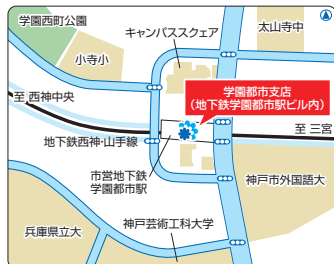 学園西町公園
キャンパススクェア
太山寺中
小寺小
学園都市支店
(地下鉄学園都市駅ビル内)
至 西神中央
至 三宮
地下鉄西神・山手線
市営地下鉄
学園都市駅
神戸市外国語大
神戸芸術工科大学
兵庫県立大